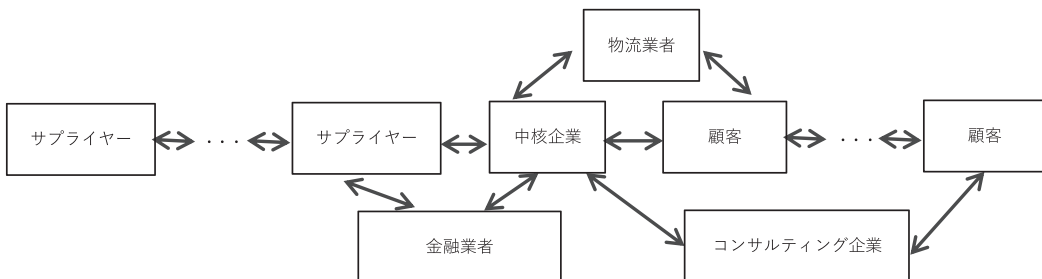 物流業者
サプライヤー
・・・
サプライヤー
中核企業
顧客
・・・
顧客
金融業者
コンサルティング企業